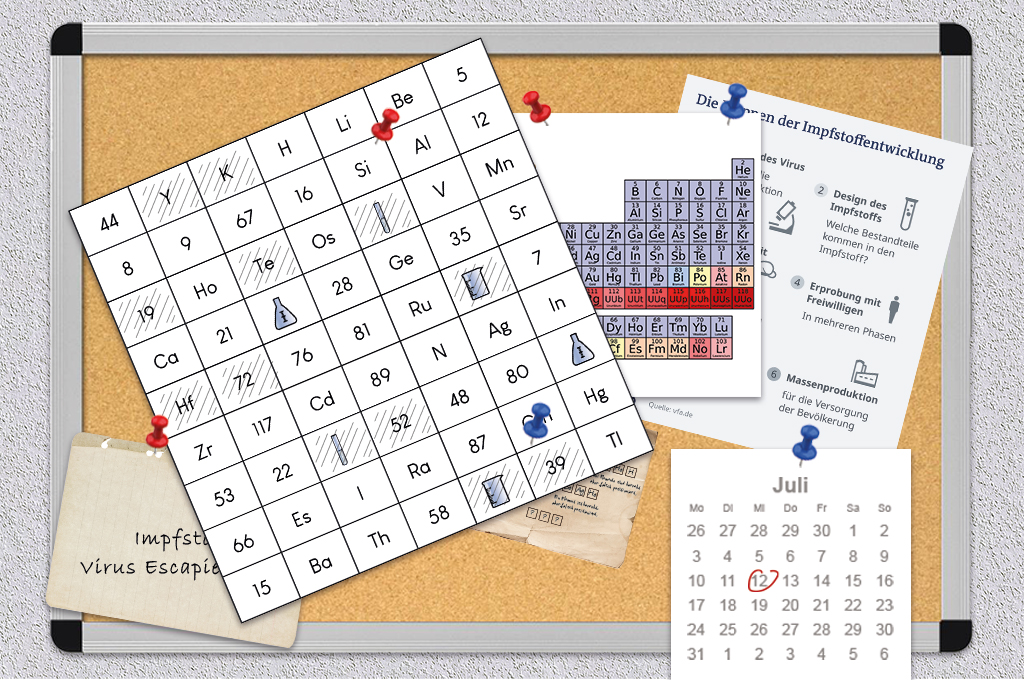 44 Y K H Li Be 5
8 9 67 16 Si Al 12
19 Ho Te Os V Mn
Ca 21 28 Ge 35 Sr
Hf 72 76 81 Ru 7
Zr 117 Cd 89 N Ag In
53 22 52 48 80
66 Es I Ra 87 Hg
15 Ba Th 58 39 Tl
He
B C N O F Ne
Al Si P S Cl Ar
Ni Cu Zn Ga Ge As Se Br Kr
Ag Cd In Sn Sb Te I Xe
Au Hg Tl Pb Bi Po At Rn
UUb UUt UUq UUp UUh UUs UUo
Dy Ho Er Tm Yb Lu
Cf Es Fm Md No Lr
Die der Impfstoffentwicklung
des Virus
2 Design des
Impfstoffs
Welche Bestandteile
kommen in den
Impfstoff?
4 Erprobung mit
Freiwilligen
In mehreren Phasen
6 Massenproduktion
für die Versorgung
der Bevölkerung
Quelle: vfa.de
Virus
? ? ?
Juli
Mo DI MI Do Fr Sa So
26 27 28 29 30 1 2
3 4 5 6 7 8 9
10 11 12 13 14 15 16
17 18 19 20 21 22 23
24 25 26 27 28 29 30
31 1 2 3 4 5 6